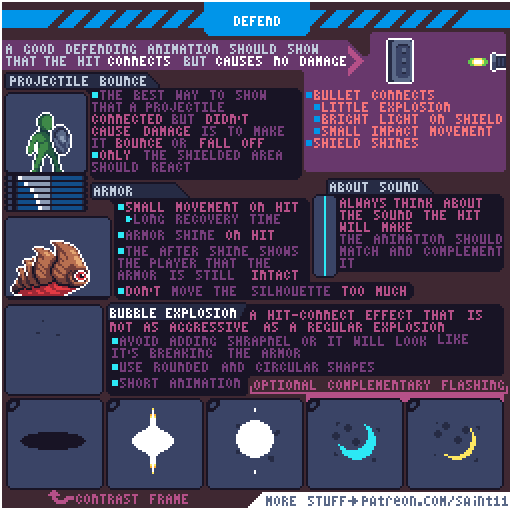 DEFEND
A GOOD DEFENDING ANIMATION SHOULD SHOW
THAT THE HIT CONNECTS BUT CAUSES NO DAMAGE
PROJECTILE BOUNCE
THE BEST WAY TO SHOW
THAT A PROJECTILE
CONNECTED BUT DIDN'T
CAUSE DAMAGE IS TO MAKE
IT BOUNCE OR FALL OFF
ONLY THE SHIELDED AREA
SHOULD REACT
BULLET CONNECTS
LITTLE EXPLOSION
BRIGHT LIGHT ON SHIELD
SMALL IMPACT MOVEMENT
SHIELD SHINES
ARMOR
SMALL MOVEMENT ON HIT
LONG RECOVERY TIME
ARMOR SHINE ON HIT
THE AFTER SHINE SHOWS
THE PLAYER THAT THE
ARMOR IS STILL INTACT
DON'T MOVE THE SILHOUETTE TOO MUCH
ABOUT SOUND
ALWAYS THINK ABOUT
THE SOUND THE HIT
WILL MAKE
THE ANIMATION SHOULD
MATCH AND COMPLEMENT
IT
BUBBLE EXPLOSION A HIT-CONNECT EFFECT THAT IS
NOT AS AGGRESSIVE AS A REGULAR EXPLOSION
AVOID ADDING SHRAPNEL OR IT WILL LOOK LIKE
IT'S BREAKING THE ARMOR
USE ROUNDED AND CIRCULAR SHAPES
SHORT ANIMATION
OPTIONAL COMPLEMENTARY FLASHING
CONTRAST FRAME
MORE STUFF→PATREON.COM/SAINT11